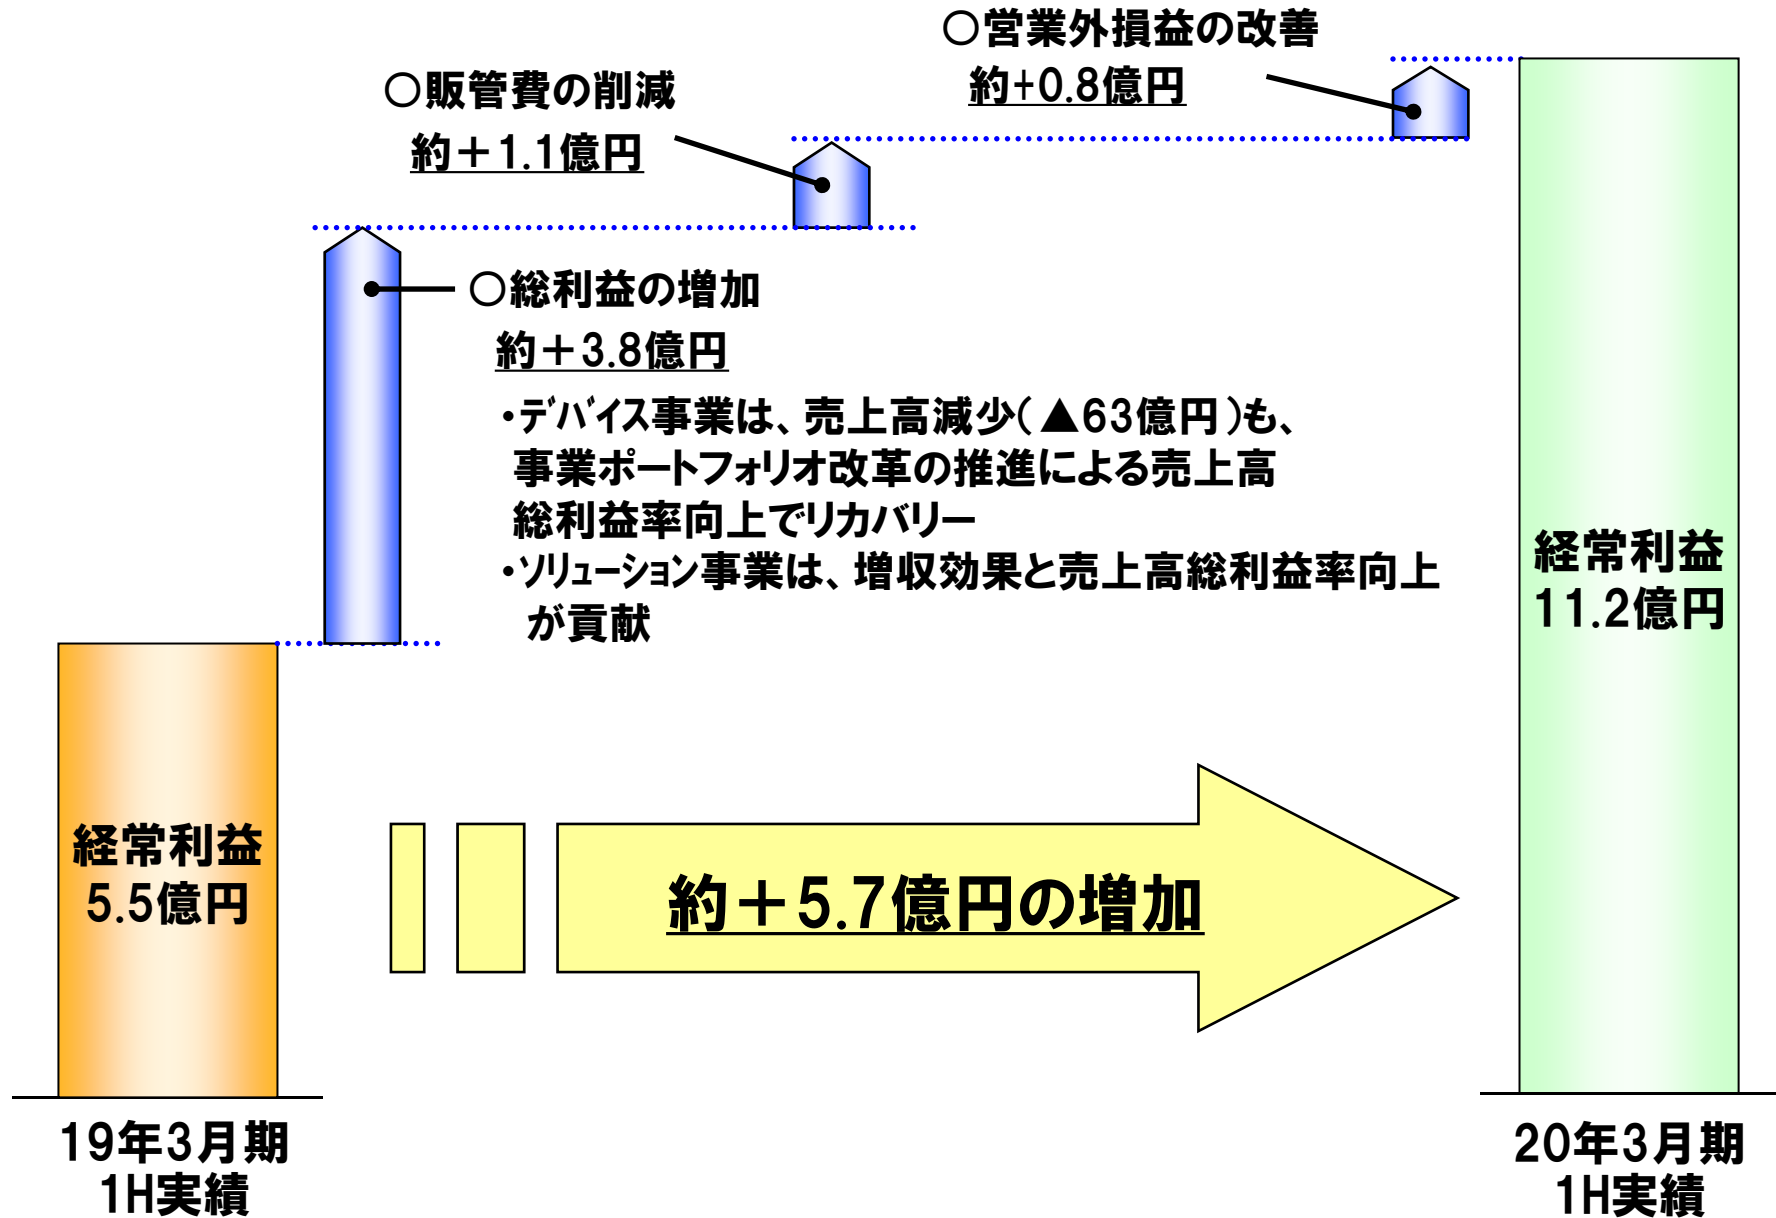 ○営業外損益の改善
約+0.8億円
○販管費の削減
約＋1.1億円
○総利益の増加
約＋3.8億円
・ﾃﾞﾊﾞｲｽ事業は、売上高減少(▲63億円)も、
事業ポートフォリオ改革の推進による売上高
総利益率向上でリカバリー
・ｿﾘｭｰｼｮﾝ事業は、増収効果と売上高総利益率向上
が貢献
経常利益
11.2億円
経常利益
5.5億円
約＋5.7億円の増加
19年3月期
1H実績
20年3月期
1H実績